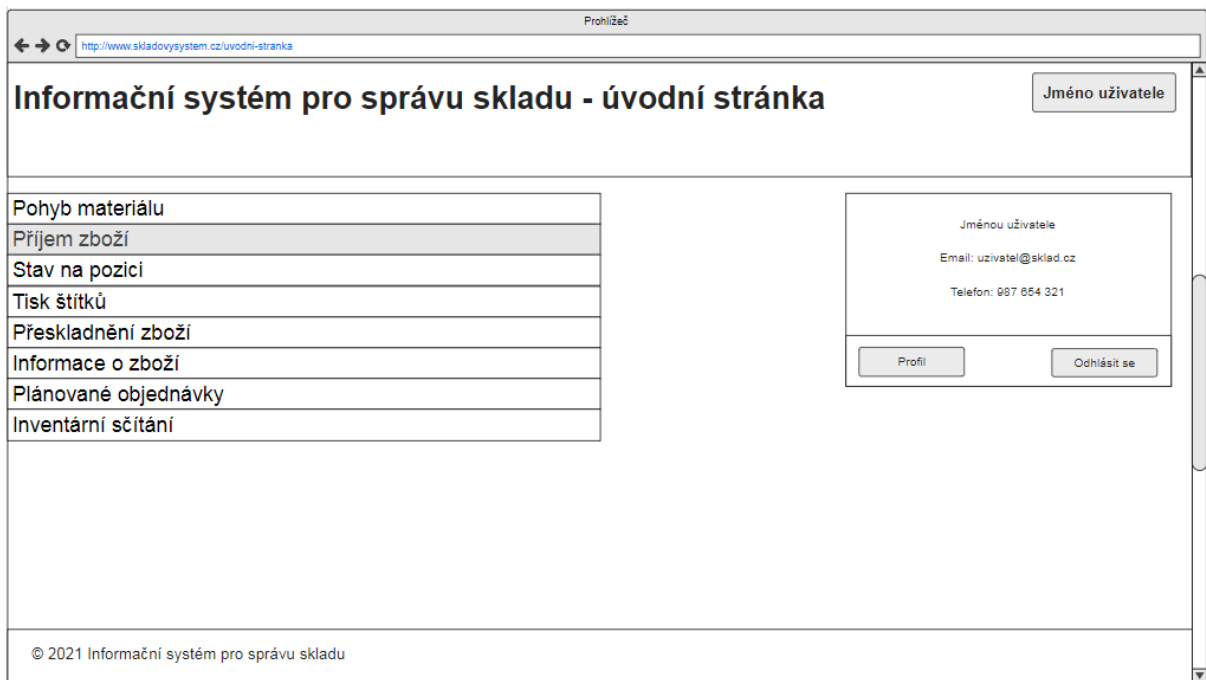 Prohlížeč
http://www.skladovysystem.cz/uvodni-stranka
Informační systém pro správu skladu - úvodní stránka
Jméno uživatele
Pohyb materiálu
Příjem zboží
Stav na pozici
Tisk štítků
Přeskladnění zboží
Informace o zboží
Plánované objednávky
Inventární sčítání
Jménou uživatele
Email: uzivatel@sklad.cz
Telefon: 987 654 321
Profil
Odhlásit se
© 2021 Informační systém pro správu skladu